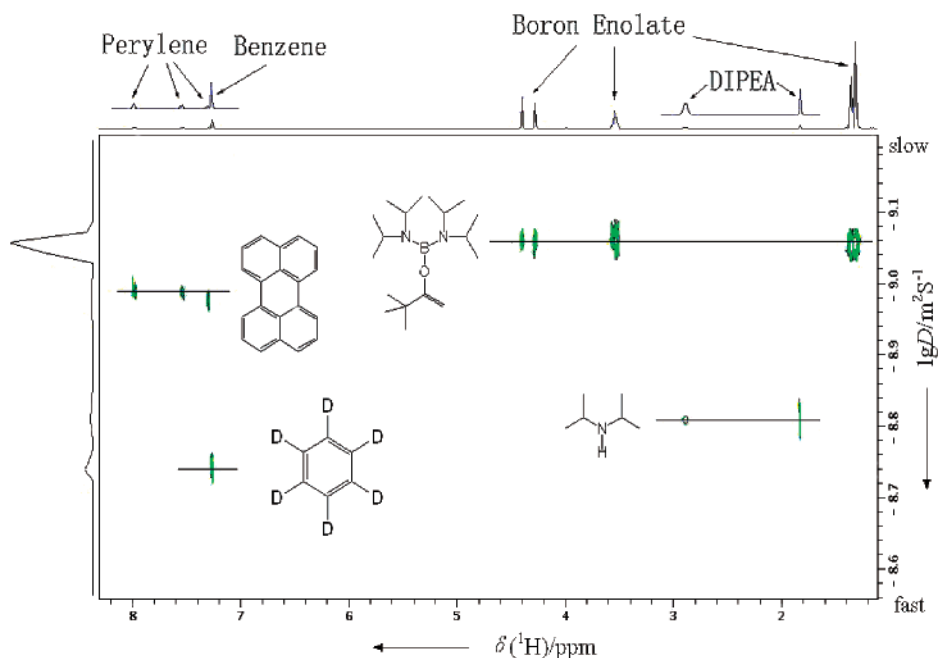 Boron Enolate
Perylene
Benzene
DIPEA
slow
- 9.1
- 9.0
- 8.9
- 8.8
- 8.7
- 8.6
fast
lgD/m²S⁻¹
N
N
B
O
D
D
D
D
D
D
N
H
8
7
6
5
4
3
2
δ(¹H)/ppm